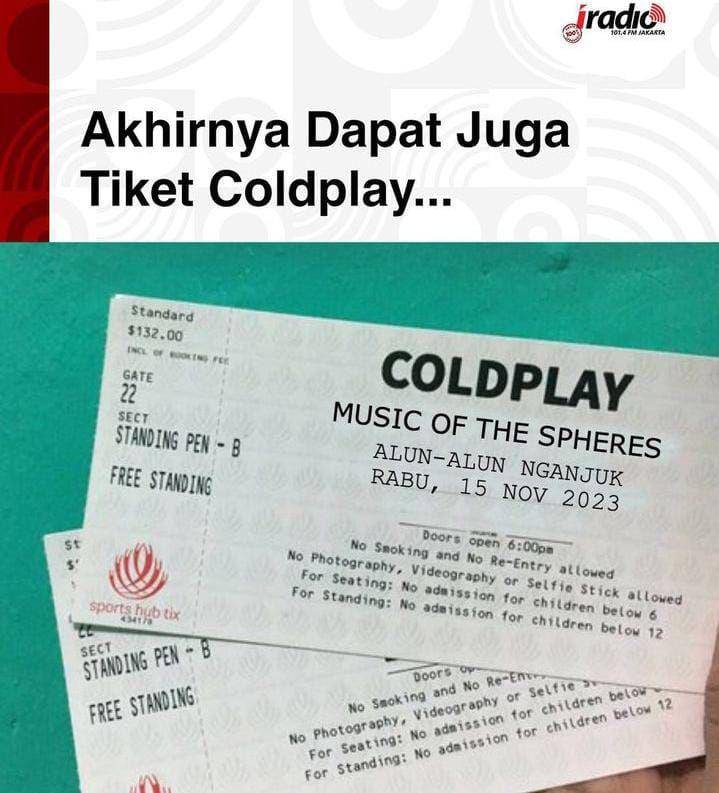 iradio
100%
101.4 FM JAKARTA
Akhirnya Dapat Juga
Tiket Coldplay...
Standard
$132.00
INCL OF BOOKING FEE
GATE
22
SECT
STANDING PEN - B
FREE STANDING
sports hub tix
434178
COLDPLAY
MUSIC OF THE SPHERES
ALUN-ALUN NGANJUK
RABU, 15 NOV 2023
Doors open 6:00pm
No Smoking and No Re-Entry allowed
No Photography, Videography or Selfie Stick allowed
For Seating: No admission for children below 6
For Standing: No admission for children below 12
St
$
SECT
STANDING PEN - B
FREE STANDING
Doors
No Smoking and No Re-En
No Photography, Videography or Selfie
For Seating: No admission for children below
For Standing: No admission for children below 12